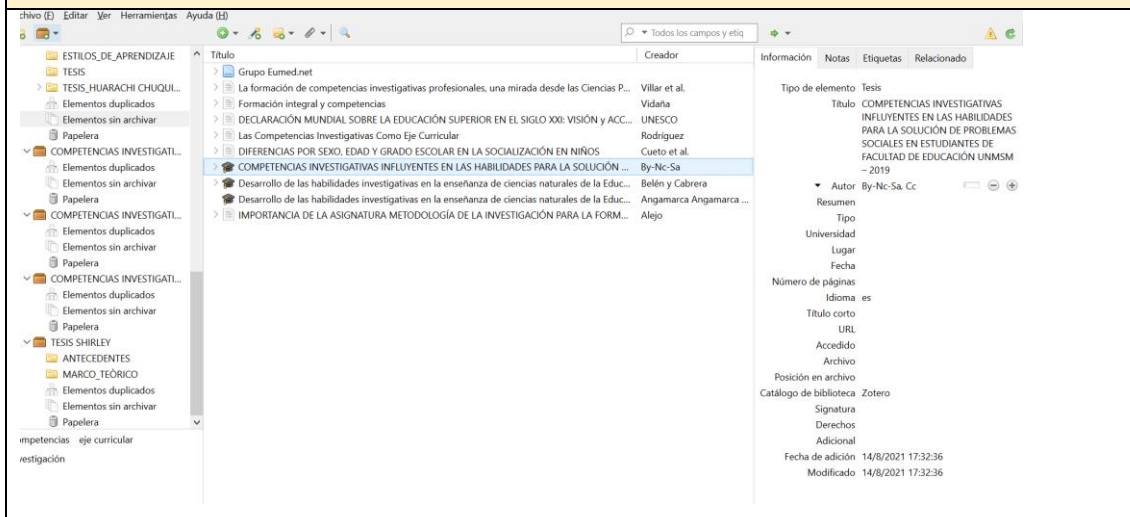 chivo (F) Editar Ver Herramientas Ayuda (H)
Todos los campos y etiq
ESTILOS_DE_APRENDIZAJE
TESIS
TESIS_HUARACHI CHUQUI...
Elementos duplicados
Elementos sin archivar
Papelera
COMPETENCIAS INVESTIGATI...
Elementos duplicados
Elementos sin archivar
Papelera
COMPETENCIAS INVESTIGATI...
Elementos duplicados
Elementos sin archivar
Papelera
COMPETENCIAS INVESTIGATI...
Elementos duplicados
Elementos sin archivar
Papelera
TESIS SHIRLEY
ANTECEDENTES
MARCO_TEÒRICO
Elementos duplicados
Elementos sin archivar
Papelera
ompetencias eje curricular
vestigación
Título Creador
Grupo Eumed.net
La formación de competencias investigativas profesionales, una mirada desde las Ciencias P... Villar et al.
Formación integral y competencias Vidaña
DECLARACIÓN MUNDIAL SOBRE LA EDUCACIÓN SUPERIOR EN EL SIGLO XXI: VISIÓN y ACC... UNESCO
Las Competencias Investigativas Como Eje Curricular Rodríguez
DIFERENCIAS POR SEXO, EDAD Y GRADO ESCOLAR EN LA SOCIALIZACIÓN EN NIÑOS Cueto et al.
COMPETENCIAS INVESTIGATIVAS INFLUYENTES EN LAS HABILIDADES PARA LA SOLUCIÓN ... By-Nc-Sa
Desarrollo de las habilidades investigativas en la enseñanza de ciencias naturales de la Educ... Belén y Cabrera
Desarrollo de las habilidades investigativas en la enseñanza de ciencias naturales de la Educ... Angamarca Angamarca ...
IMPORTANCIA DE LA ASIGNATURA METODOLOGÍA DE LA INVESTIGACIÓN PARA LA FORM... Alejo
Información Notas Etiquetas Relacionado
Tipo de elemento Tesis
Título COMPETENCIAS INVESTIGATIVAS
INFLUYENTES EN LAS HABILIDADES
PARA LA SOLUCIÓN DE PROBLEMAS
SOCIALES EN ESTUDIANTES DE
FACULTAD DE EDUCACIÓN UNMSM
– 2019
Autor By-Nc-Sa, Cc
Resumen
Tipo
Universidad
Lugar
Fecha
Número de páginas
Idioma es
Título corto
URL
Accedido
Archivo
Posición en archivo
Catálogo de biblioteca Zotero
Signatura
Derechos
Adicional
Fecha de adición 14/8/2021 17:32:36
Modificado 14/8/2021 17:32:36